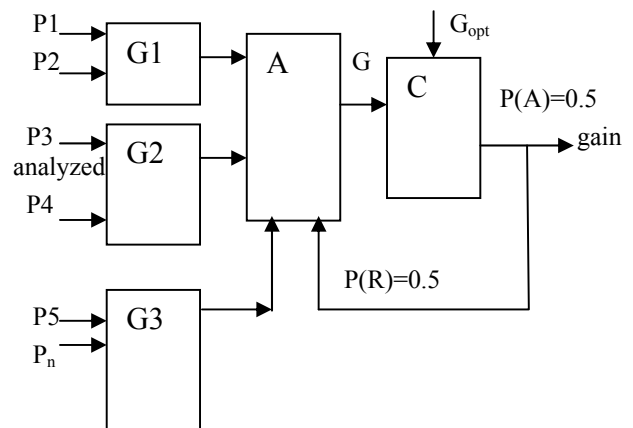 P1
P2
G1
A
G
G_opt
C
P(A)=0.5
gain
P3
analyzed
P4
G2
P(R)=0.5
P5
P_n
G3